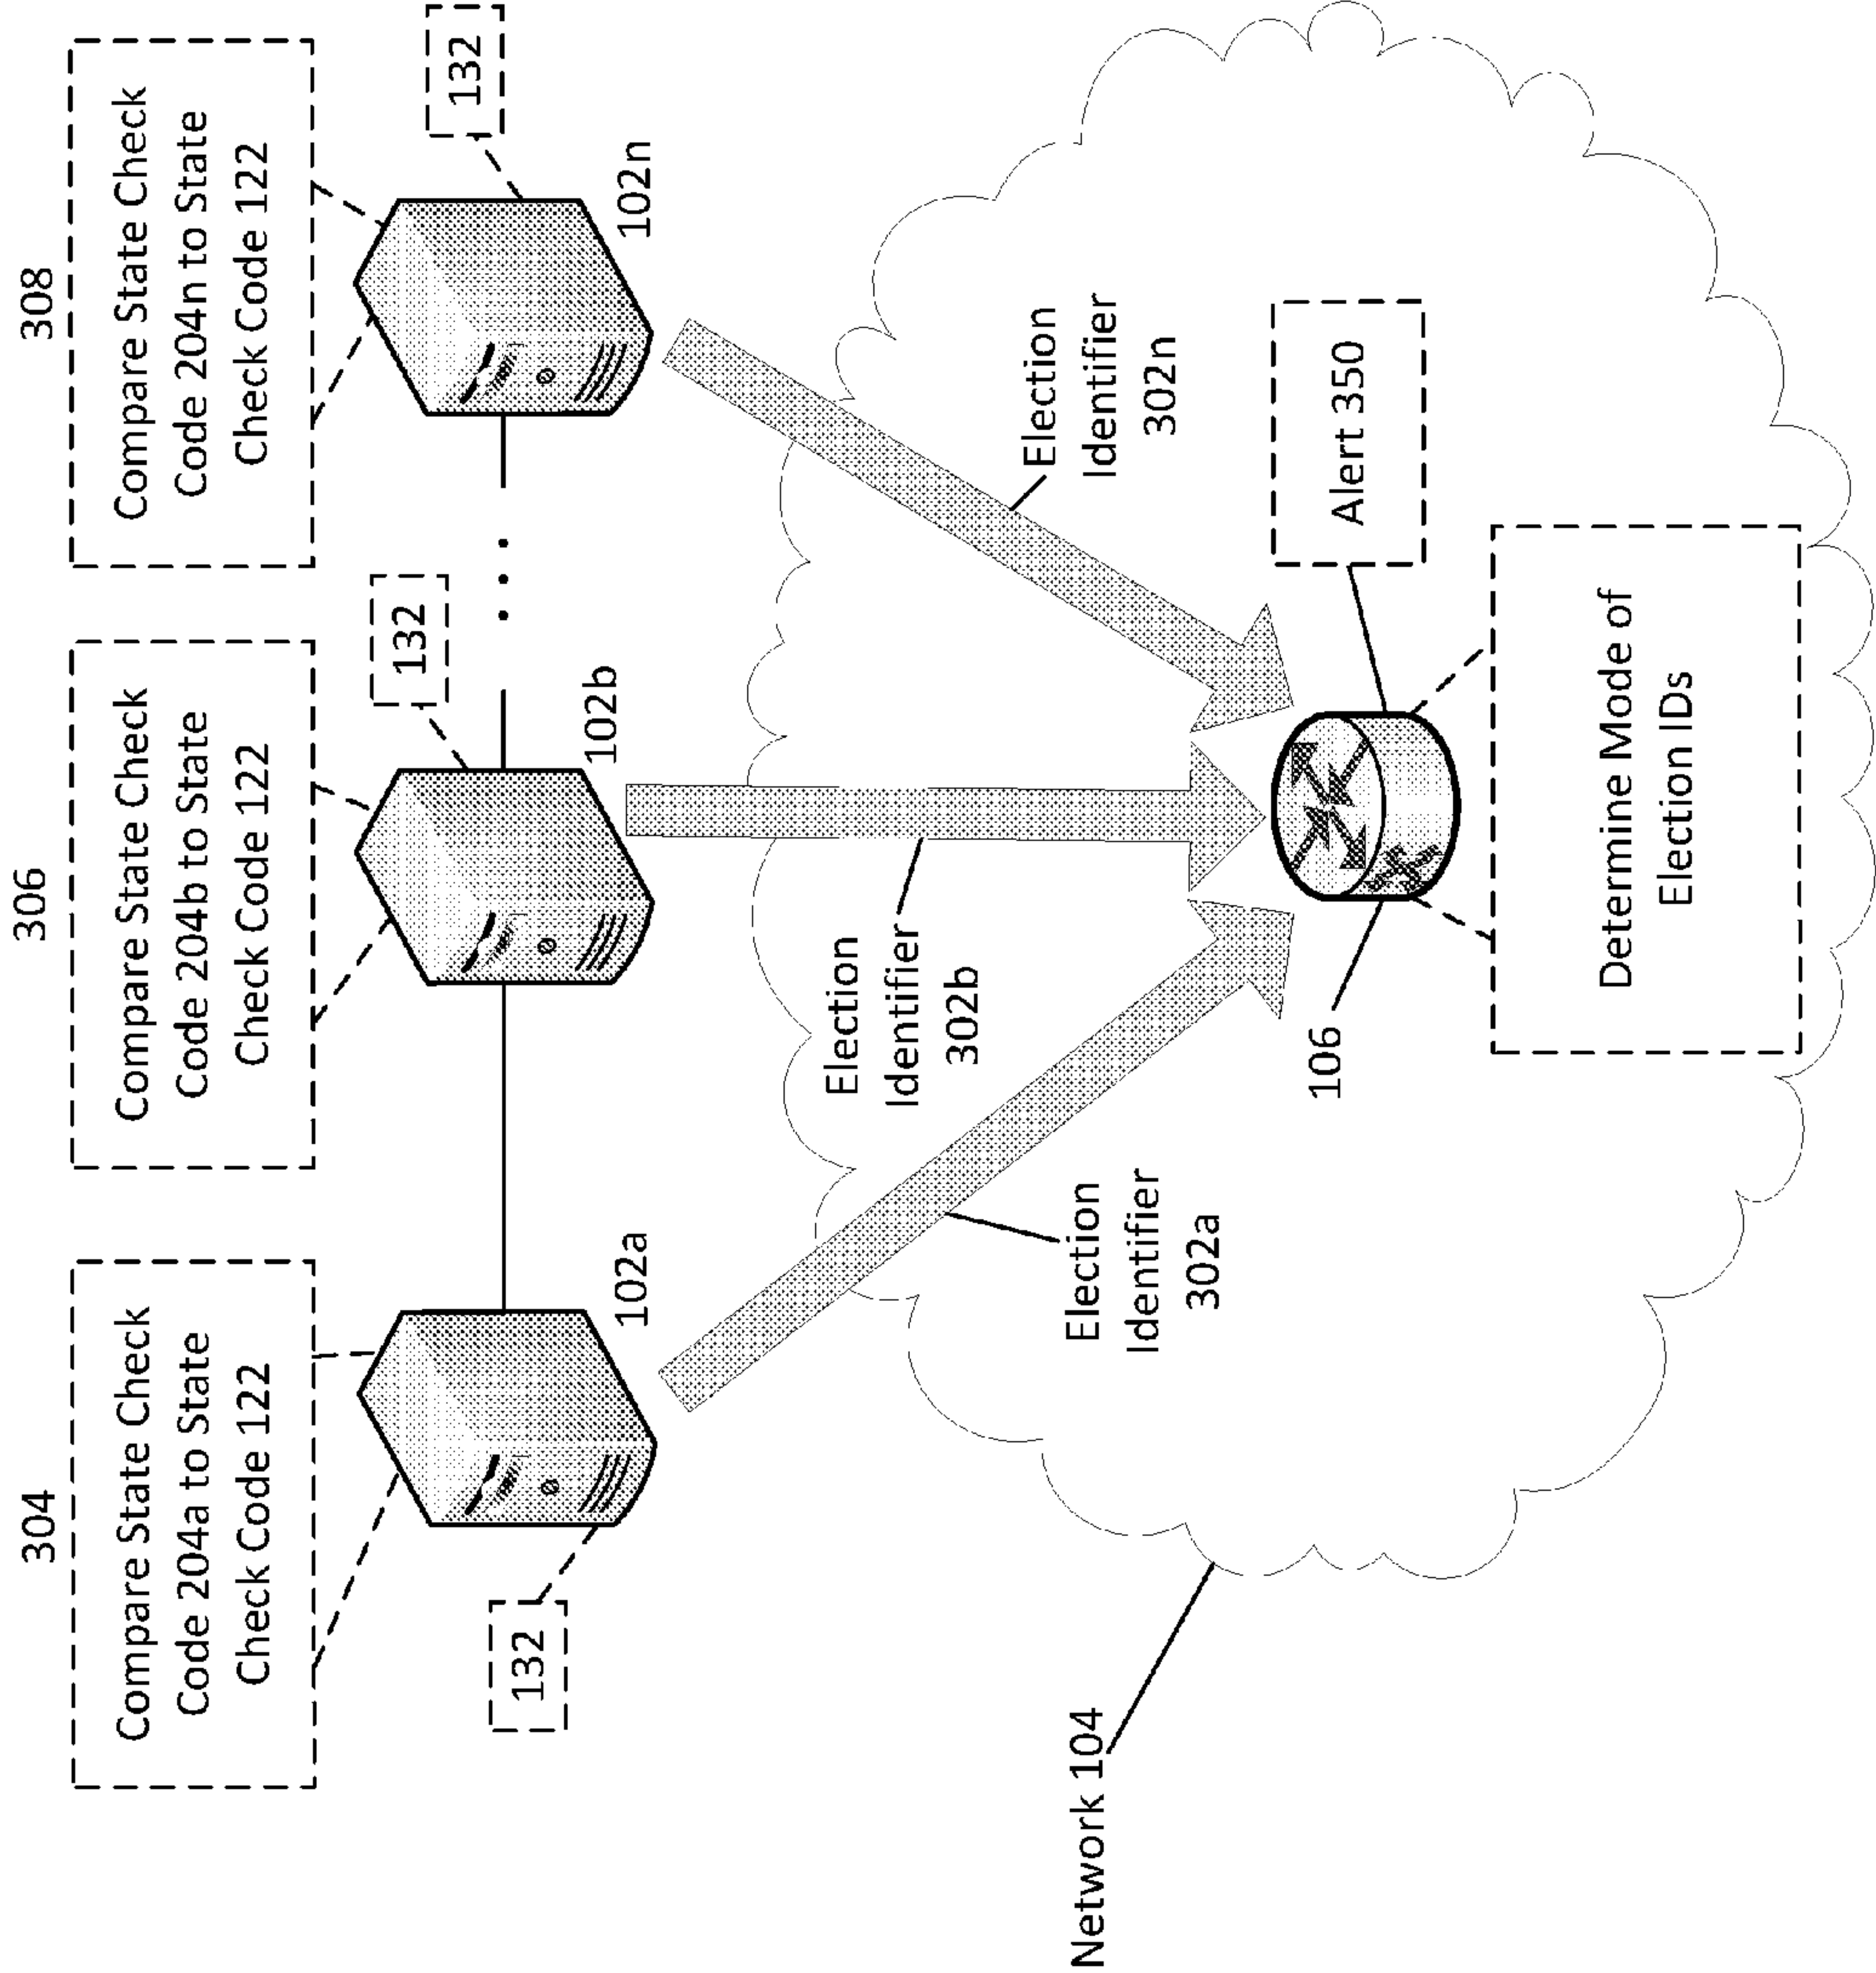 304
Compare State Check
Code 204a to State
Check Code 122
306
Compare State Check
Code 204b to State
Check Code 122
308
Compare State Check
Code 204n to State
Check Code 122
132
132
132
102a
102b
102n
Election
Identifier
302a
Election
Identifier
302b
Election
Identifier
302n
Network 104
106
Alert 350
Determine Mode of
Election IDs